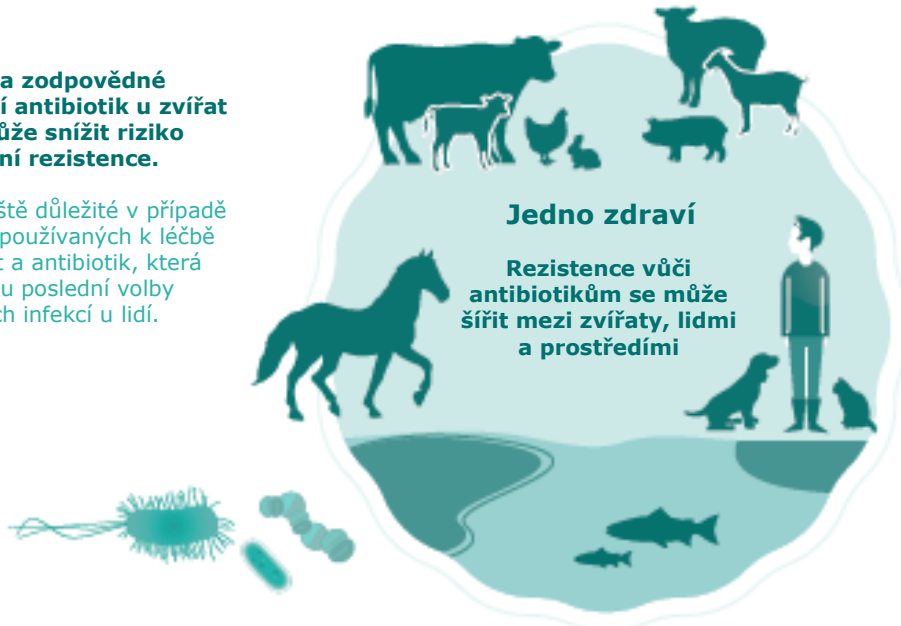 a zodpovědné
í antibiotik u zvířat
ůže snížit riziko
ní rezistence.
ště důležité v případě
používaných k léčbě
t a antibiotik, která
u poslední volby
ch infekcí u lidí.
Jedno zdraví
Rezistence vůči
antibiotikům se může
šířit mezi zvířaty, lidmi
a prostředími